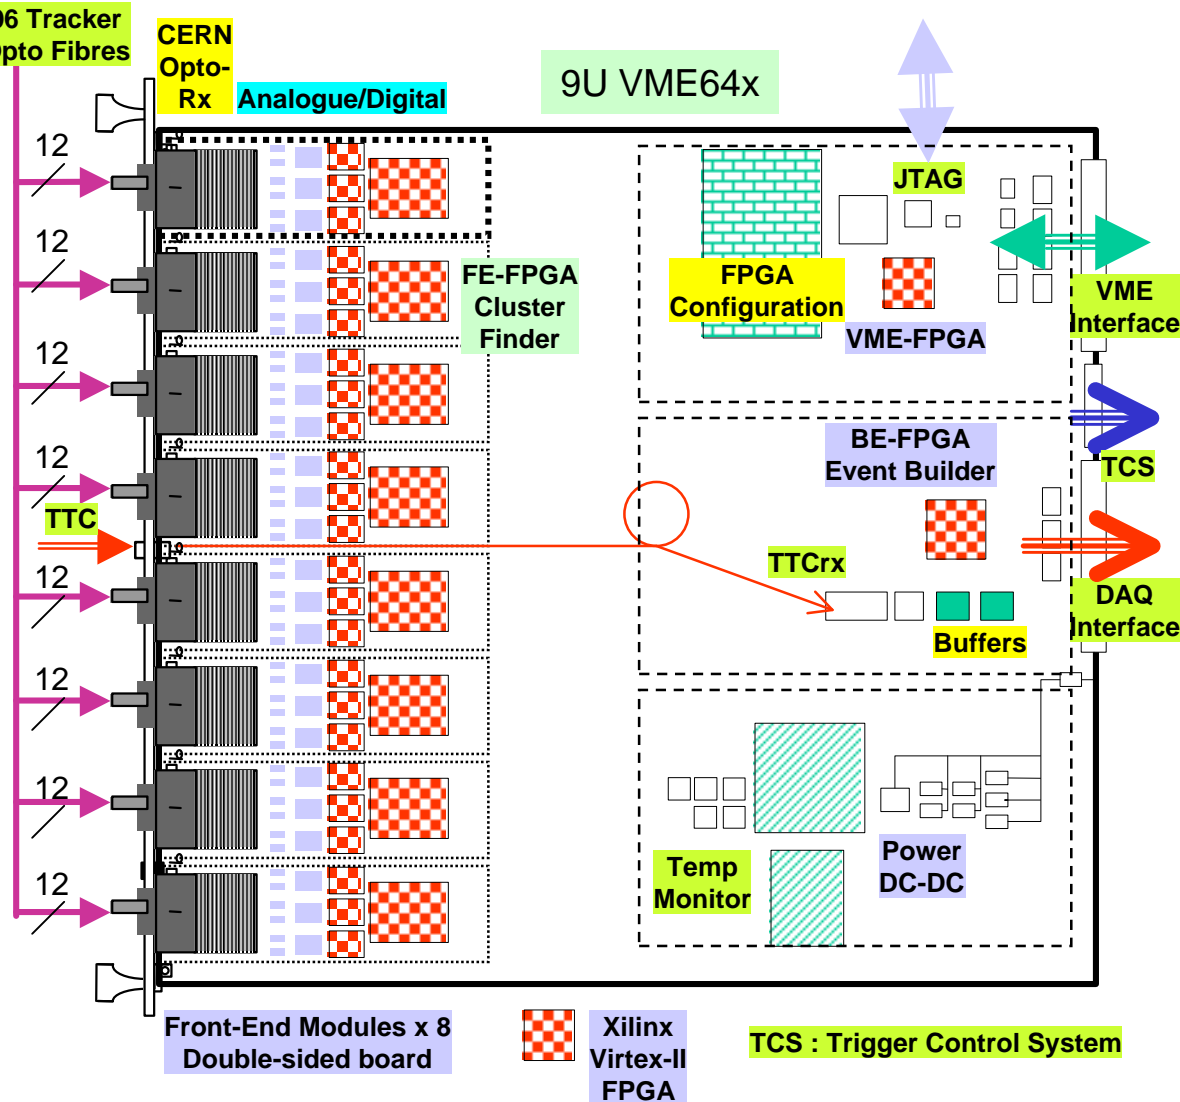 06 Tracker
pto Fibres
CERN
Opto-
Rx
Analogue/Digital
9U VME64x
JTAG
12
12
12
12
12
12
12
12
TTC
FE-FPGA
Cluster
Finder
FPGA
Configuration
VME-FPGA
VME
Interface
BE-FPGA
Event Builder
TCS
TTCrx
Buffers
DAQ
Interface
Temp
Monitor
Power
DC-DC
Front-End Modules x 8
Double-sided board
Xilinx
Virtex-II
FPGA
TCS : Trigger Control System